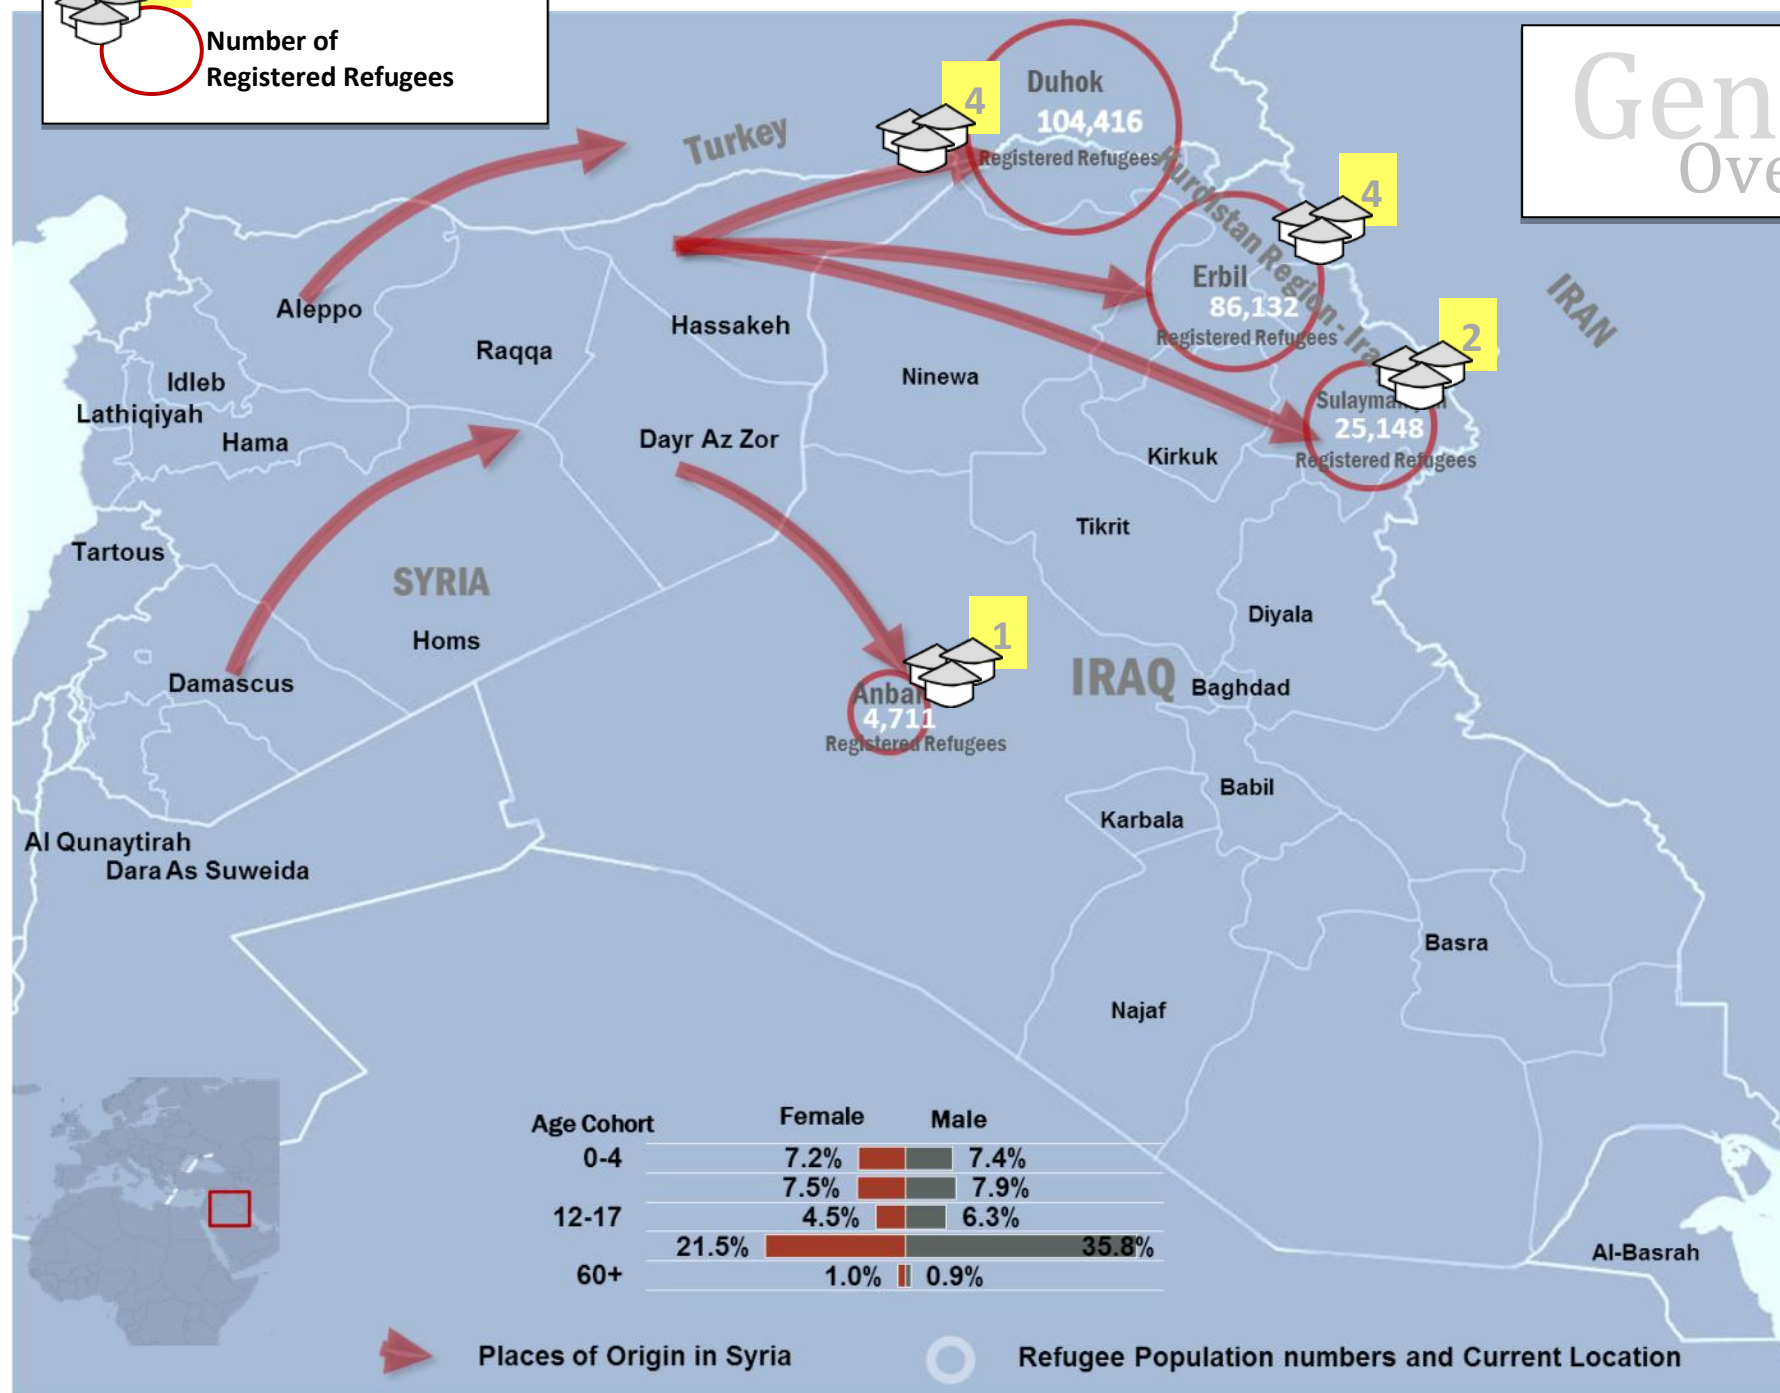 Number of
Registered Refugees
Gen
Ove
Turkey
4
Duhok
104,416
Registered Refugees
Kurdistan Region - Ira
4
Erbil
86,132
Registered Refugees
IRAN
2
25,148
Registered Refugees
Aleppo
Raqqa
Hassakeh
Ninewa
Idleb
Lathiqiyah
Hama
Dayr Az Zor
Kirkuk
Tikrit
Tartous
SYRIA
Homs
Diyala
Damascus
1
Anbar
4,711
Registered Refugees
IRAQ
Baghdad
Babil
Karbala
Al Qunaytirah
Dara As Suweida
Basra
Najaf
Al-Basrah
Age Cohort Female Male
0-4 7.2% 7.4%
7.5% 7.9%
12-17 4.5% 6.3%
21.5% 35.8%
60+ 1.0% 0.9%
Places of Origin in Syria
Refugee Population numbers and Current Location